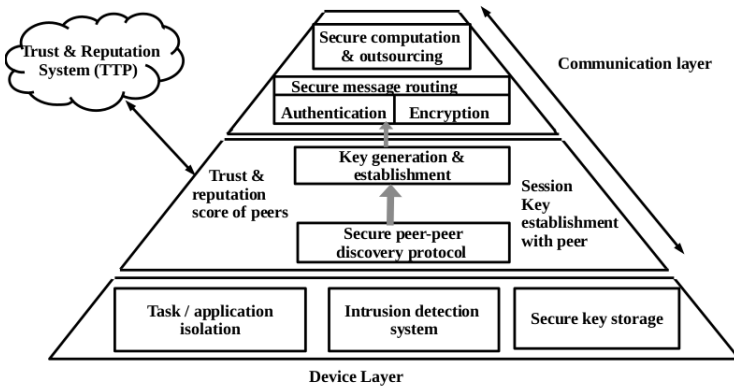 Secure computation
& outsourcing
Trust & Reputation
System (TTP)
Communication layer
Secure message routing
Authentication
Encryption
Key generation &
establishment
Trust &
reputation
score of peers
Session
Key
establishment
with peer
Secure peer-peer
discovery protocol
Task / application
isolation
Intrusion detection
system
Secure key storage
Device Layer